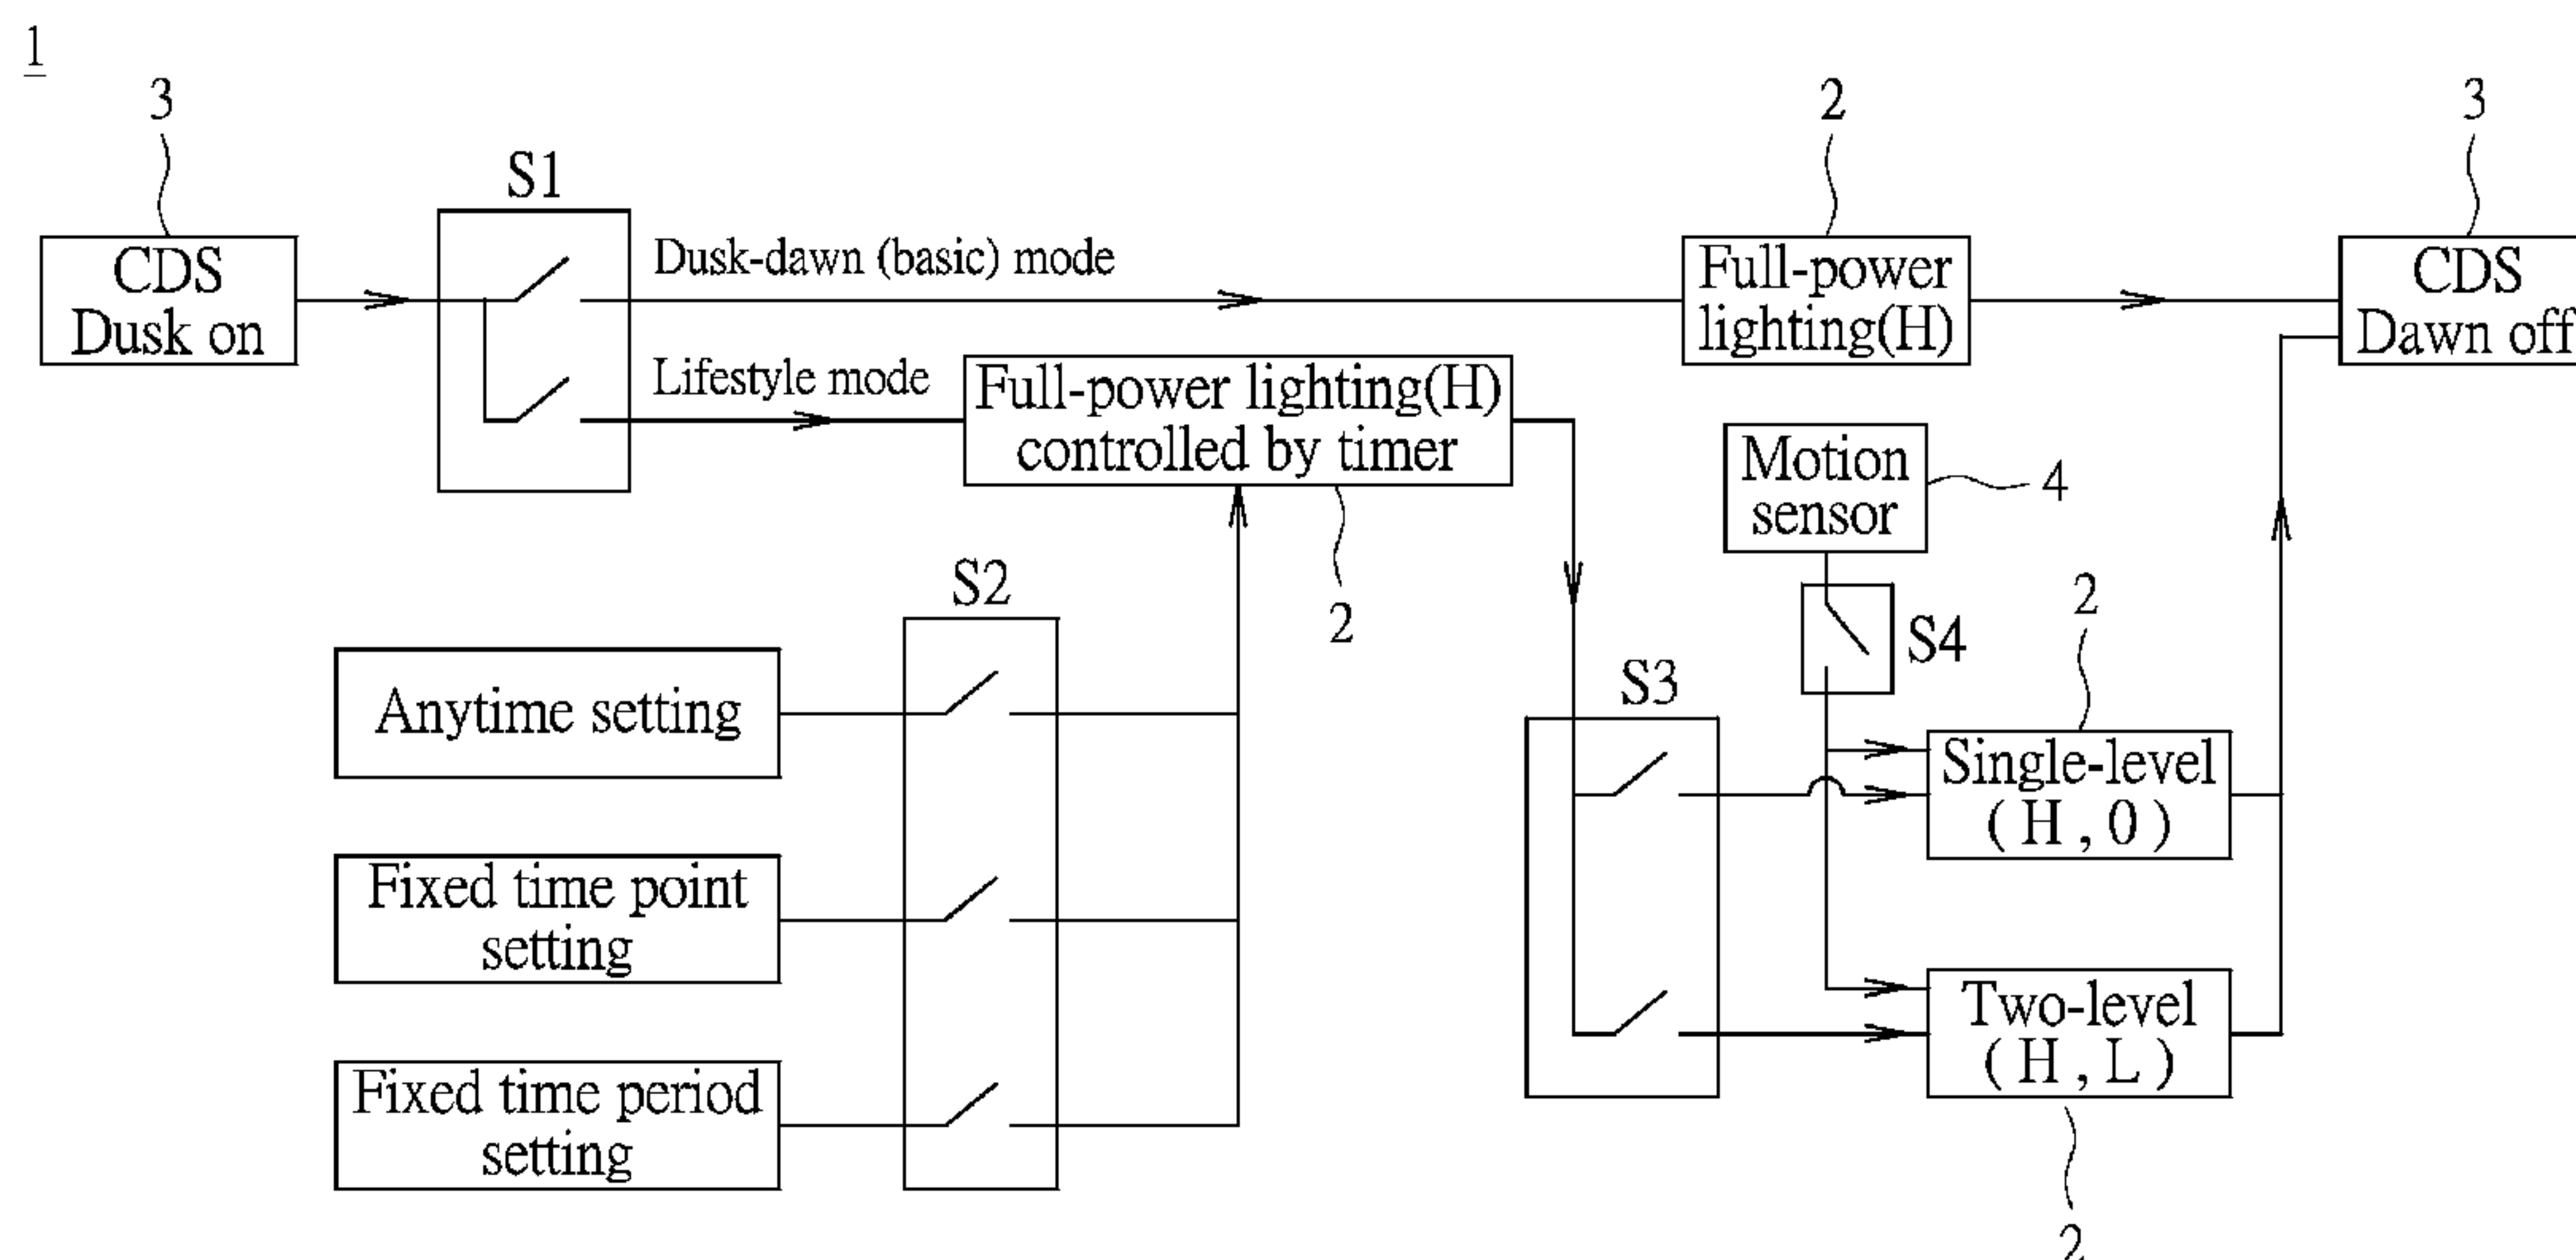 1
3
2
3
S1
CDS
Dusk on
Dusk-dawn (basic) mode
Full-power
lighting(H)
CDS
Dawn off
Lifestyle mode
Full-power lighting(H)
controlled by timer
Motion
sensor
4
S2
2
S4
2
S3
Anytime setting
Single-level
( H , 0 )
Fixed time point
setting
Two-level
( H , L )
Fixed time period
setting
2